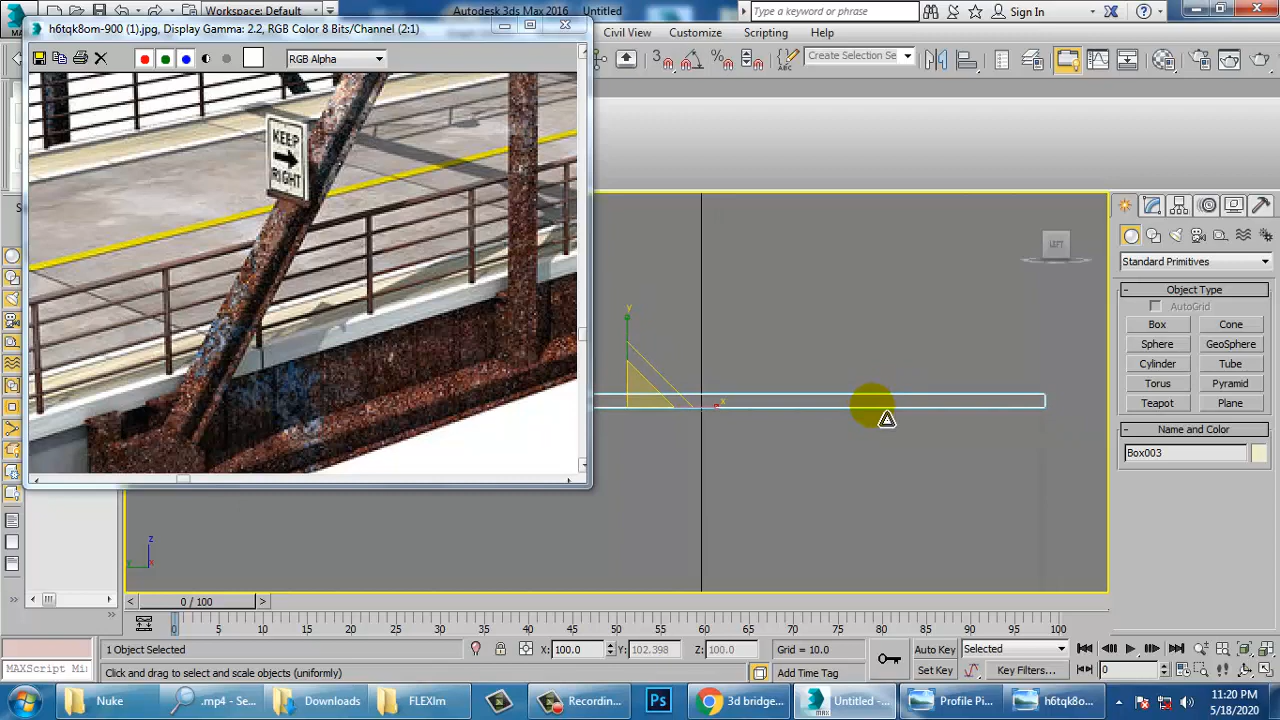 Workspace: Default
Autodesk 3ds Max 2016
Untitled
Type a keyword or phrase
Sign In
MAX
h6tqk8om-900 (1).jpg, Display Gamma: 2.2, RGB Color 8 Bits/Channel (2:1)
Civil View
Customize
Scripting
Help
RGB Alpha
3
Create Selection Se
KEEP
RIGHT
LEFT
Standard Primitives
Object Type
AutoGrid
Box
Cone
Sphere
GeoSphere
Cylinder
Tube
Torus
Pyramid
Teapot
Plane
Name and Color
Box003
y
x
z
y
x
0 / 100
0 5 10 15 20 25 30 35 40 45 50 55 60 65 70 75 80 85 90 95 100
1 Object Selected
X: 100.0
Y: 102.398
Z: 100.0
Grid = 10.0
Auto Key
Selected
MAXScript Mi
Click and drag to select and scale objects (uniformly)
Add Time Tag
Set Key
Key Filters...
0
Nuke
.mp4 - Se...
Downloads
FLEXlm
Recordin...
Ps
3d bridge...
Untitled -...
Profile Pi...
h6tqk8o...
11:20 PM
5/18/2020